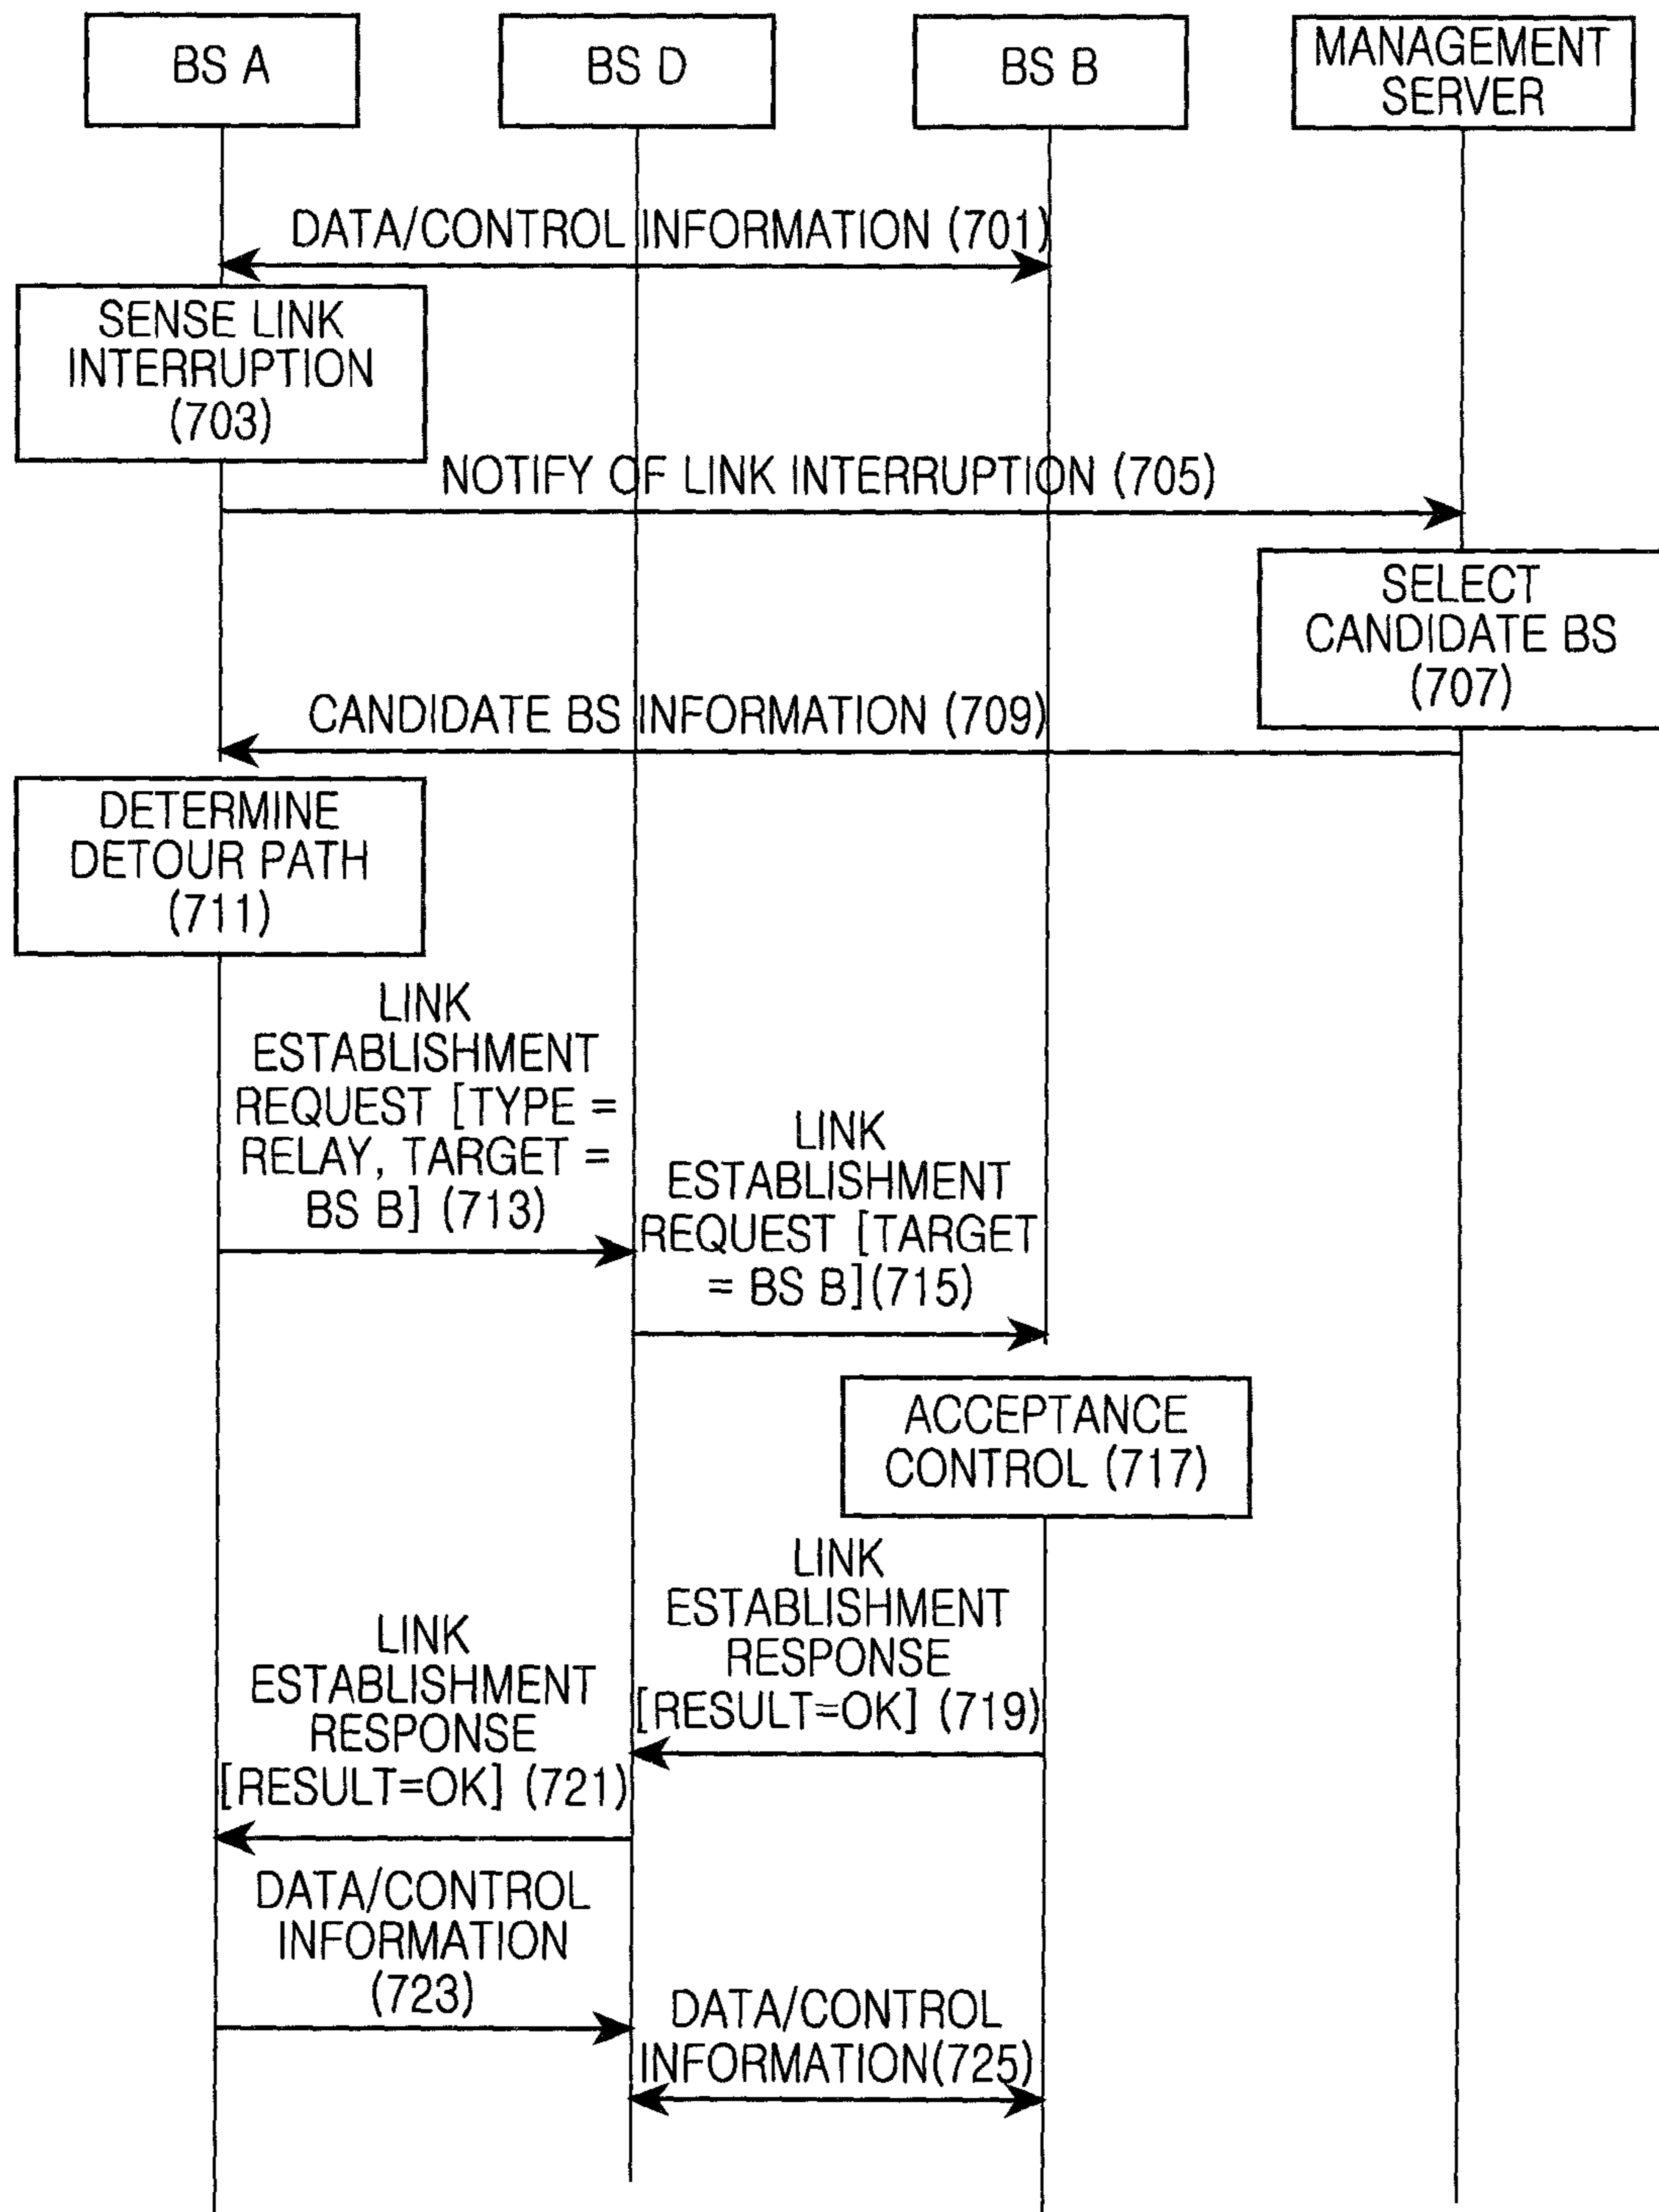 BS A
BS D
BS B
MANAGEMENT
SERVER
DATA/CONTROL INFORMATION (701)
SENSE LINK
INTERRUPTION
(703)
NOTIFY OF LINK INTERRUPTION (705)
SELECT
CANDIDATE BS
(707)
CANDIDATE BS INFORMATION (709)
DETERMINE
DETOUR PATH
(711)
LINK
ESTABLISHMENT
REQUEST [TYPE =
RELAY, TARGET =
BS B] (713)
LINK
ESTABLISHMENT
REQUEST [TARGET
= BS B](715)
ACCEPTANCE
CONTROL (717)
LINK
ESTABLISHMENT
RESPONSE
[RESULT=OK] (719)
LINK
ESTABLISHMENT
RESPONSE
[RESULT=OK] (721)
DATA/CONTROL
INFORMATION
(723)
DATA/CONTROL
INFORMATION(725)